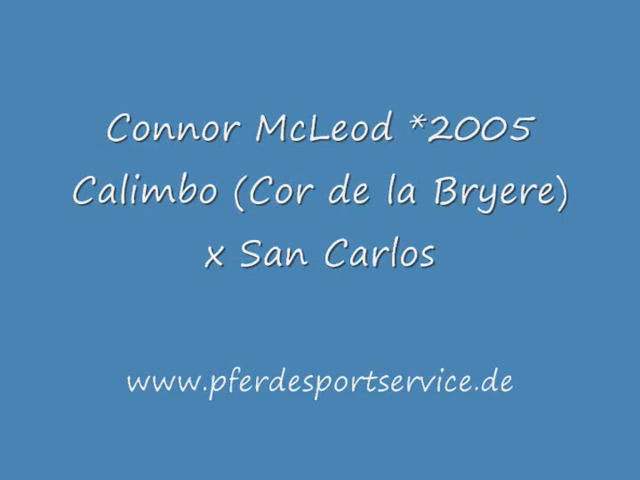 Connor McLeod *2005
Calimbo (Cor de la Bryere)
x San Carlos
www.pferdesportservice.de